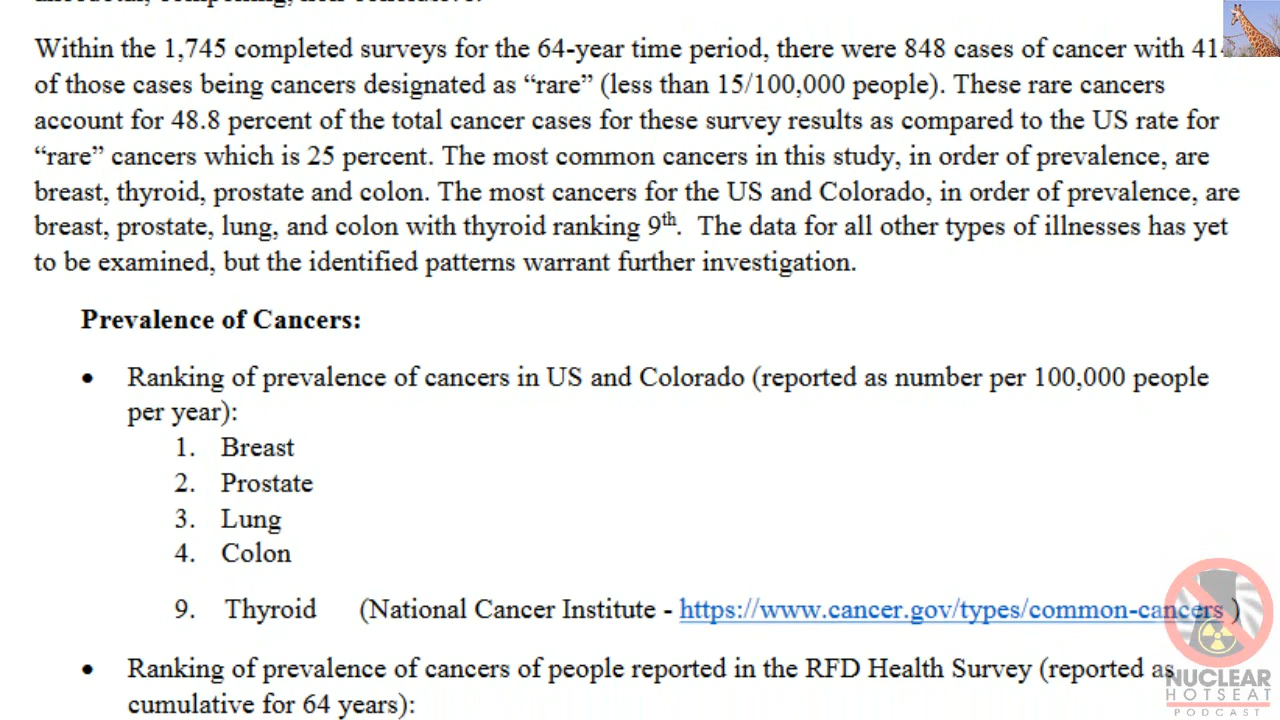 Within the 1,745 completed surveys for the 64-year time period, there were 848 cases of cancer with 41
of those cases being cancers designated as “rare” (less than 15/100,000 people). These rare cancers
account for 48.8 percent of the total cancer cases for these survey results as compared to the US rate for
“rare” cancers which is 25 percent. The most common cancers in this study, in order of prevalence, are
breast, thyroid, prostate and colon. The most cancers for the US and Colorado, in order of prevalence, are
breast, prostate, lung, and colon with thyroid ranking 9th. The data for all other types of illnesses has yet
to be examined, but the identified patterns warrant further investigation.
Prevalence of Cancers:
• Ranking of prevalence of cancers in US and Colorado (reported as number per 100,000 people
per year):
1. Breast
2. Prostate
3. Lung
4. Colon
9. Thyroid (National Cancer Institute - https://www.cancer.gov/types/common-cancers )
• Ranking of prevalence of cancers of people reported in the RFD Health Survey (reported as
cumulative for 64 years):
NUCLEAR
HOTSEAT
PODCAST